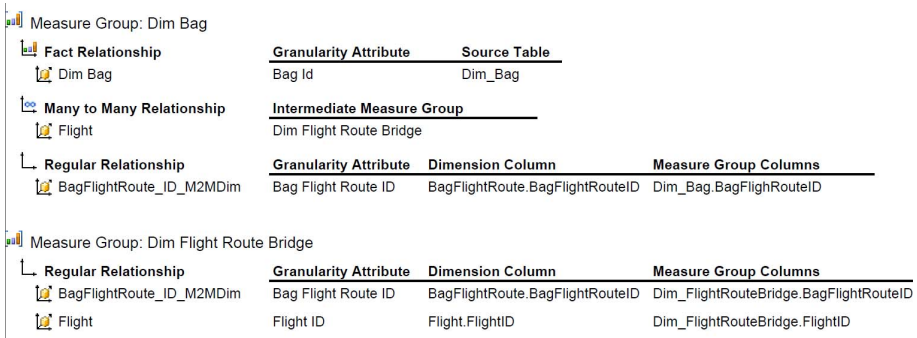 Measure Group: Dim Bag
Fact Relationship Granularity Attribute Source Table
Dim Bag Bag Id Dim_Bag
Many to Many Relationship Intermediate Measure Group
Flight Dim Flight Route Bridge
Regular Relationship Granularity Attribute Dimension Column Measure Group Columns
BagFlightRoute_ID_M2MDim Bag Flight Route ID BagFlightRoute.BagFlightRouteID Dim_Bag.BagFlighRouteID
Measure Group: Dim Flight Route Bridge
Regular Relationship Granularity Attribute Dimension Column Measure Group Columns
BagFlightRoute_ID_M2MDim Bag Flight Route ID BagFlightRoute.BagFlightRouteID Dim_FlightRouteBridge.BagFlightRouteID
Flight Flight ID Flight.FlightID Dim_FlightRouteBridge.FlightID